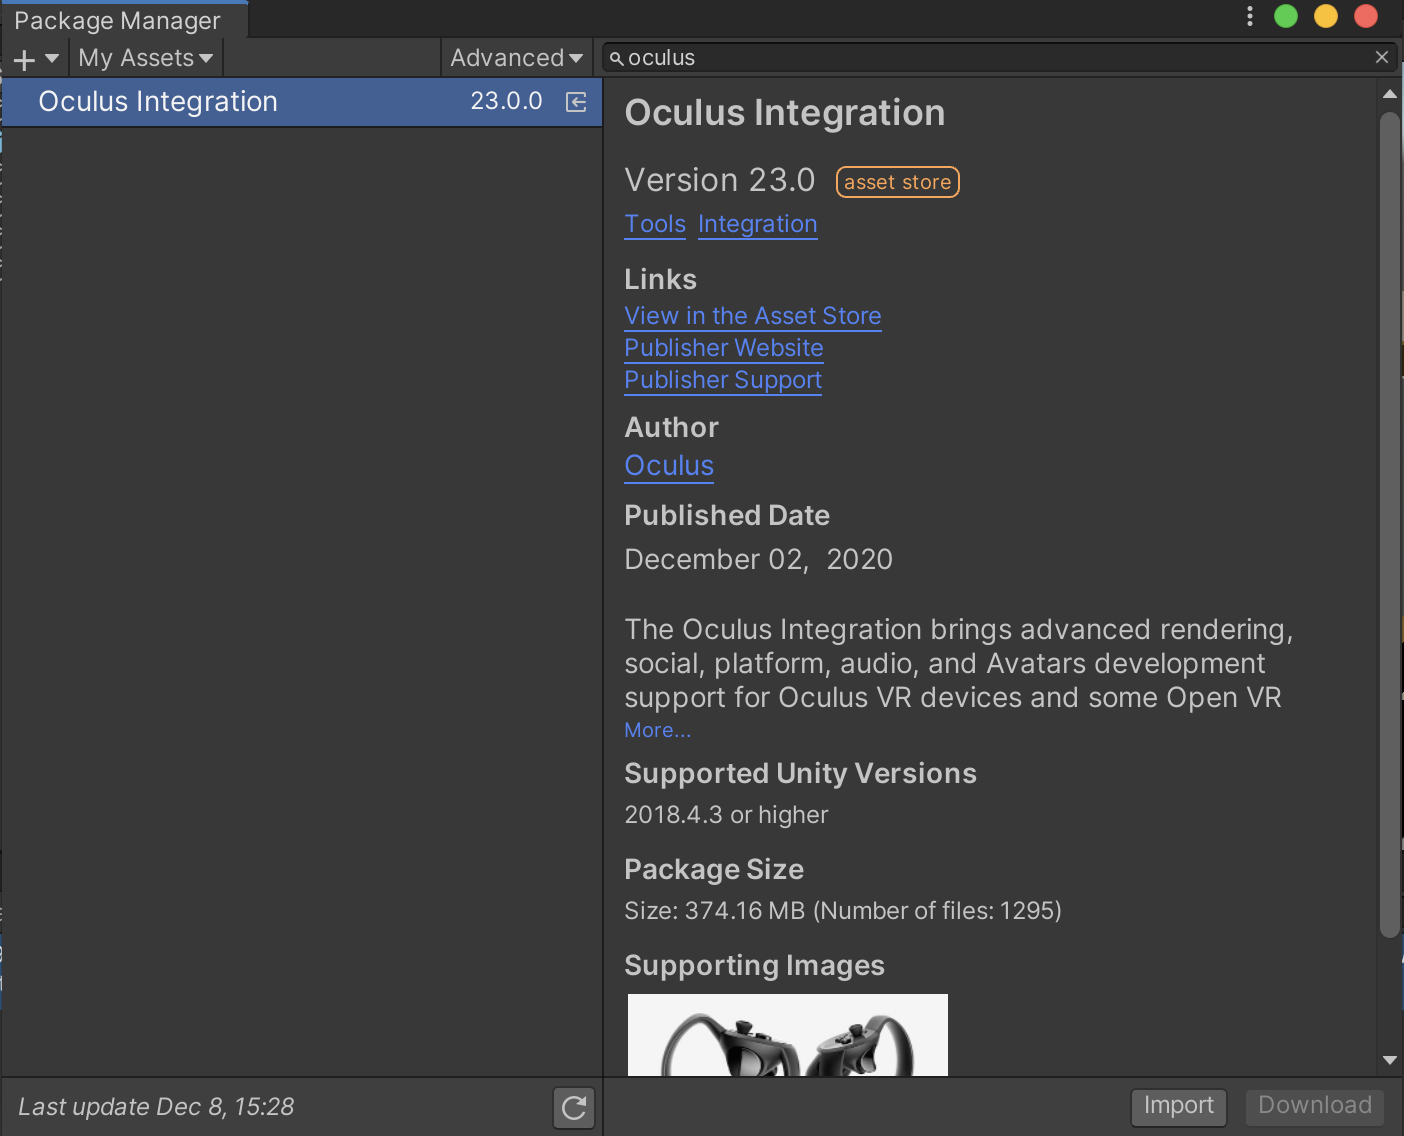 Package Manager
My Assets
Advanced
oculus
Oculus Integration 23.0.0
Oculus Integration
Version 23.0 asset store
Tools Integration
Links
View in the Asset Store
Publisher Website
Publisher Support
Author
Oculus
Published Date
December 02, 2020
The Oculus Integration brings advanced rendering,
social, platform, audio, and Avatars development
support for Oculus VR devices and some Open VR
More...
Supported Unity Versions
2018.4.3 or higher
Package Size
Size: 374.16 MB (Number of files: 1295)
Supporting Images
Last update Dec 8, 15:28
Import Download